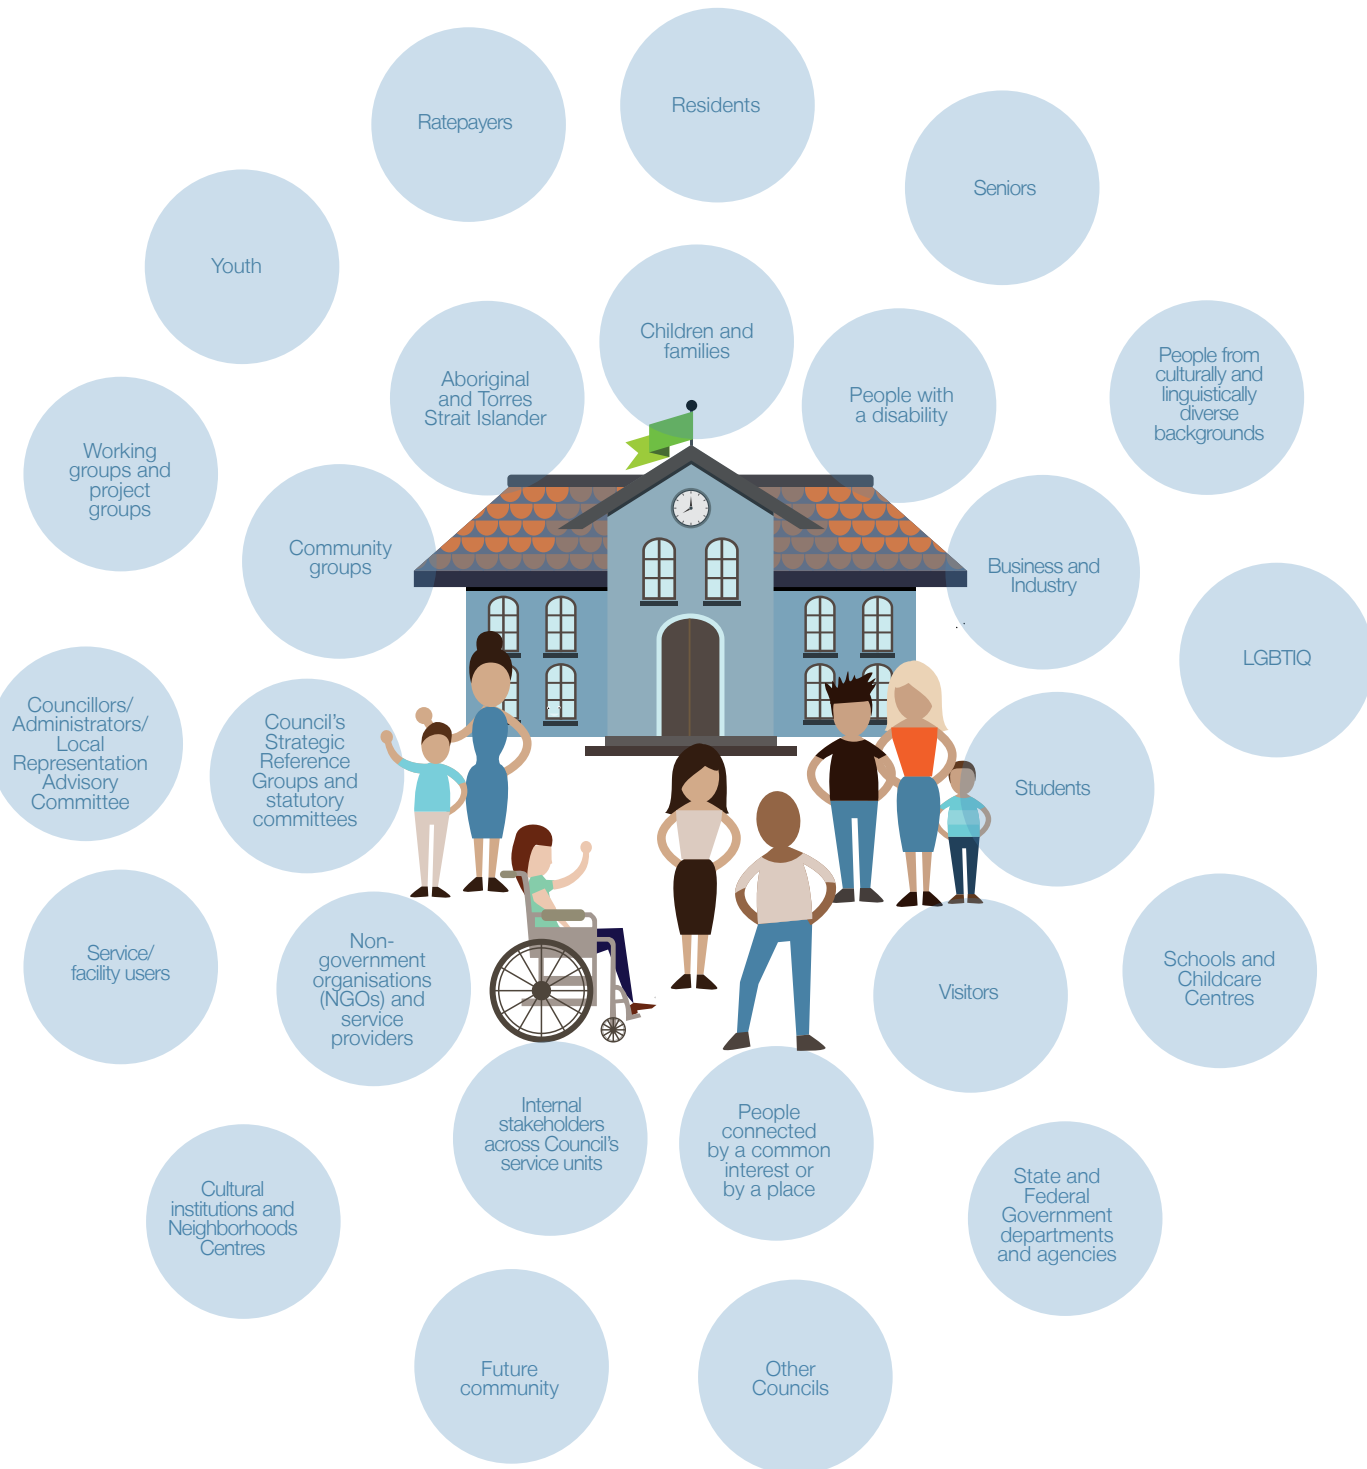 Residents
Ratepayers
Seniors
Youth
Children and
families
Aboriginal
and Torres
Strait Islander
People with
a disability
People from
culturally and
linguistically
diverse
backgrounds
Working
groups and
project
groups
Community
groups
Business and
Industry
LGBTIQ
Councillors/
Administrators/
Local
Representation
Advisory
Committee
Council’s
Strategic
Reference
Groups and
statutory
committees
Students
Service/
facility users
Non-
government
organisations
(NGOs) and
service
providers
Visitors
Schools and
Childcare
Centres
Internal
stakeholders
across Council’s
service units
People
connected
by a common
interest or
by a place
Cultural
institutions and
Neighborhoods
Centres
State and
Federal
Government
departments
and agencies
Future
community
Other
Councils